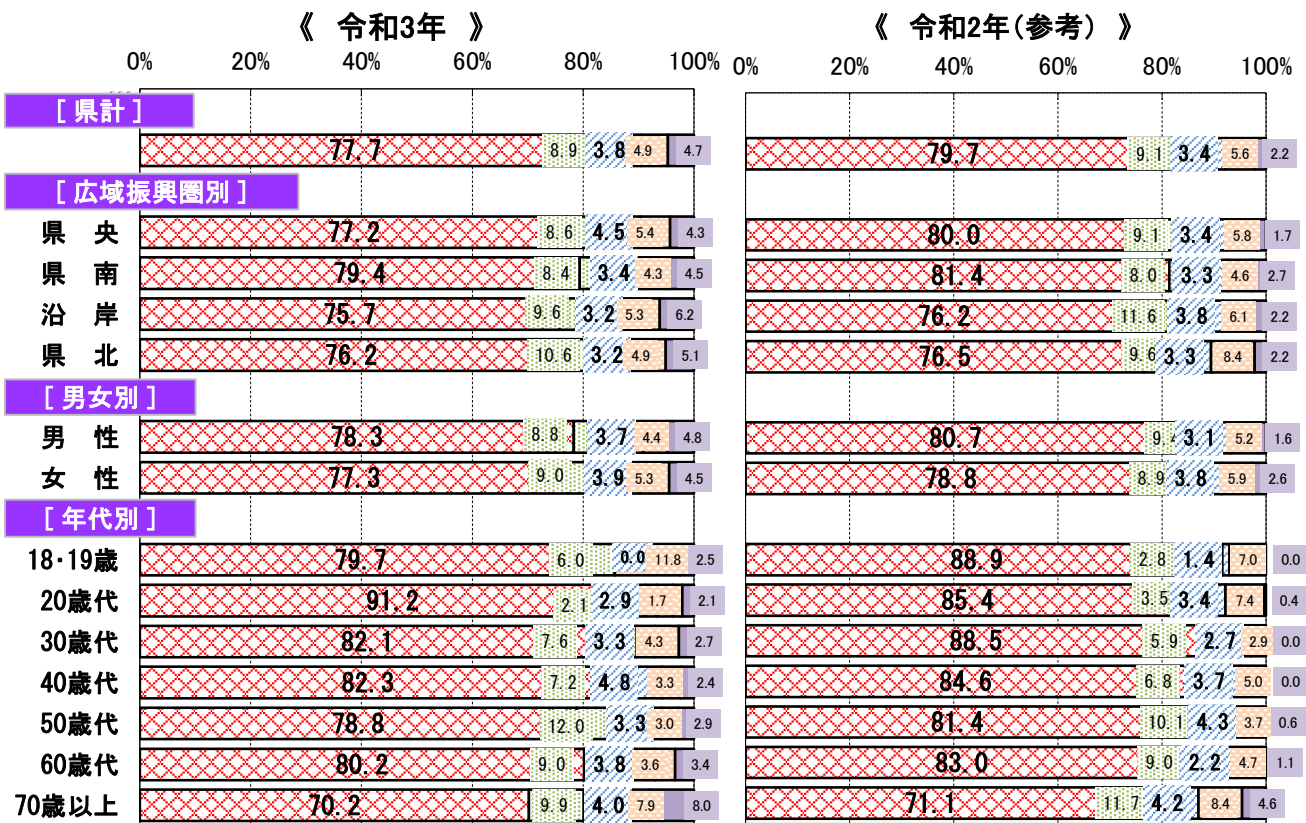 《 令和3年 》
《 令和2年(参考) 》
0% 20% 40% 60% 80% 100%
0% 20% 40% 60% 80% 100%
[ 県計 ]
77.7 8.9 3.8 4.9 4.7
79.7 9.1 3.4 5.6 2.2
[ 広域振興圏別 ]
県 央 77.2 8.6 4.5 5.4 4.3
80.0 9.1 3.4 5.8 1.7
県 南 79.4 8.4 3.4 4.3 4.5
81.4 8.0 3.3 4.6 2.7
沿 岸 75.7 9.6 3.2 5.3 6.2
76.2 11.6 3.8 6.1 2.2
県 北 76.2 10.6 3.2 4.9 5.1
76.5 9.6 3.3 8.4 2.2
[ 男女別 ]
男 性 78.3 8.8 3.7 4.4 4.8
80.7 9.4 3.1 5.2 1.6
女 性 77.3 9.0 3.9 5.3 4.5
78.8 8.9 3.8 5.9 2.6
[ 年代別 ]
18・19歳 79.7 6.0 0.0 11.8 2.5
88.9 2.8 1.4 7.0 0.0
20歳代 91.2 2.1 2.9 1.7 2.1
85.4 3.5 3.4 7.4 0.4
30歳代 82.1 7.6 3.3 4.3 2.7
88.5 5.9 2.7 2.9 0.0
40歳代 82.3 7.2 4.8 3.3 2.4
84.6 6.8 3.7 5.0 0.0
50歳代 78.8 12.0 3.3 3.0 2.9
81.4 10.1 4.3 3.7 0.6
60歳代 80.2 9.0 3.8 3.6 3.4
83.0 9.0 2.2 4.7 1.1
70歳以上 70.2 9.9 4.0 7.9 8.0
71.1 11.7 4.2 8.4 4.6